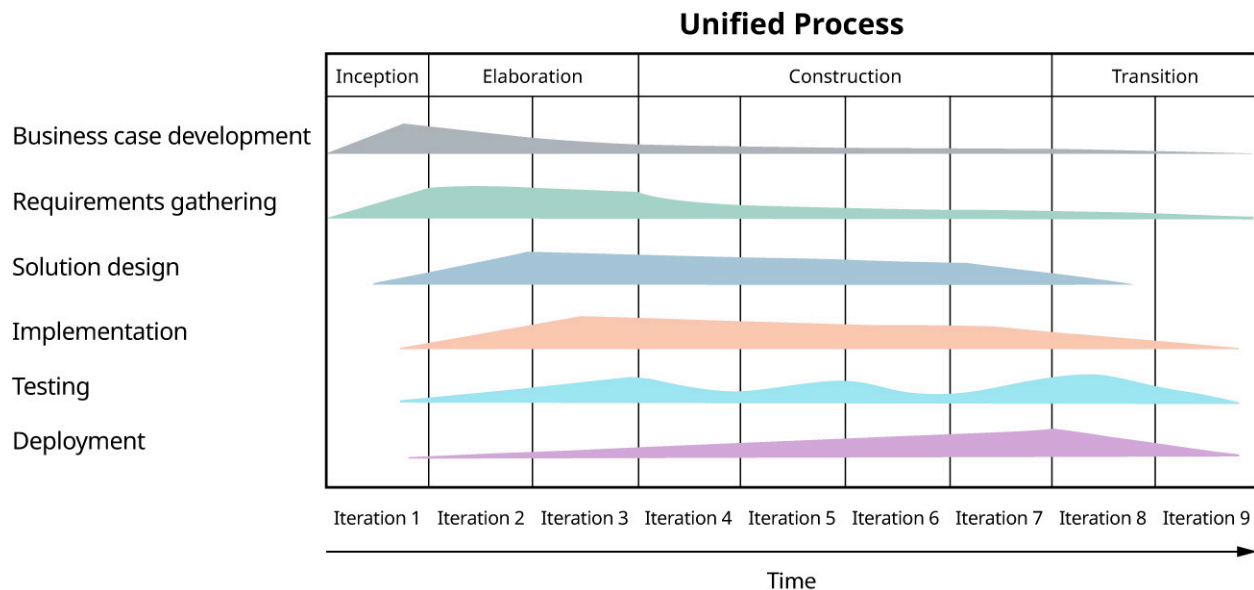 Unified Process
Inception Elaboration Construction Transition
Business case development
Requirements gathering
Solution design
Implementation
Testing
Deployment
Iteration 1 Iteration 2 Iteration 3 Iteration 4 Iteration 5 Iteration 6 Iteration 7 Iteration 8 Iteration 9
Time